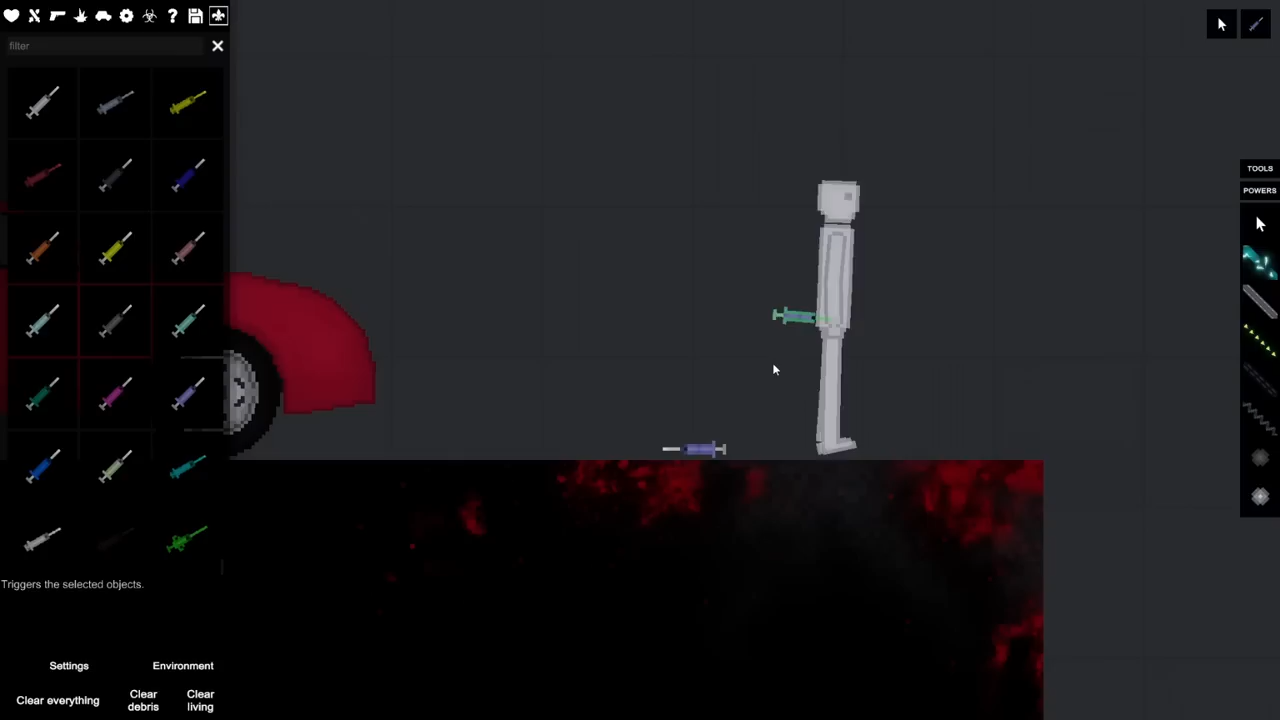 filter
TOOLS
POWERS
Triggers the selected objects.
Settings
Environment
Clear everything
Clear
debris
Clear
living